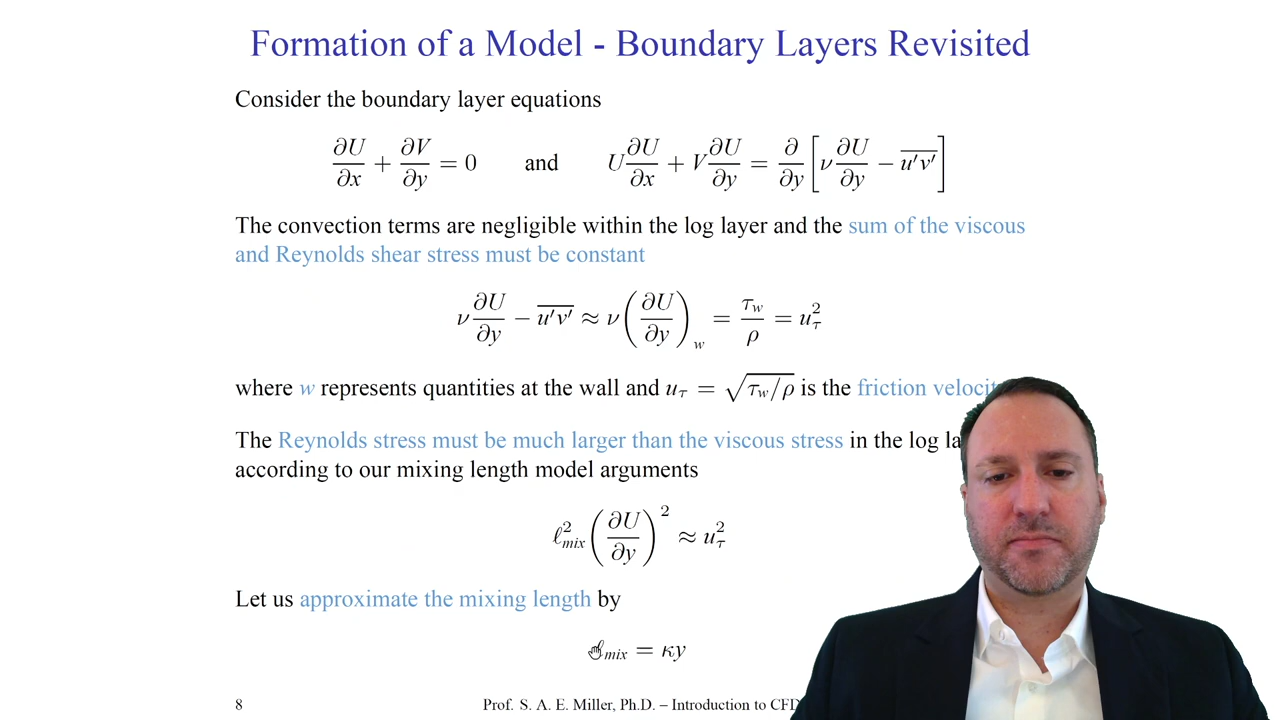 Formation of a Model - Boundary Layers Revisited
Consider the boundary layer equations
∂U/∂x + ∂V/∂y = 0 and U ∂U/∂x + V ∂U/∂y = ∂/∂y [ν ∂U/∂y − \overline{u′v′}]
The convection terms are negligible within the log layer and the sum of the viscous
and Reynolds shear stress must be constant
ν ∂U/∂y − \overline{u′v′} ≈ ν (∂U/∂y)_w = τ_w/ρ = u_τ^2
where w represents quantities at the wall and u_τ = √(τ_w/ρ) is the friction
The Reynolds stress must be much larger than the viscous stress in the log
according to our mixing length model arguments
ℓ_mix^2 (∂U/∂y)^2 ≈ u_τ^2
Let us approximate the mixing length by
ℓ_mix = κy
8 Prof. S. A. E. Miller, Ph.D. – Introduction to CFD